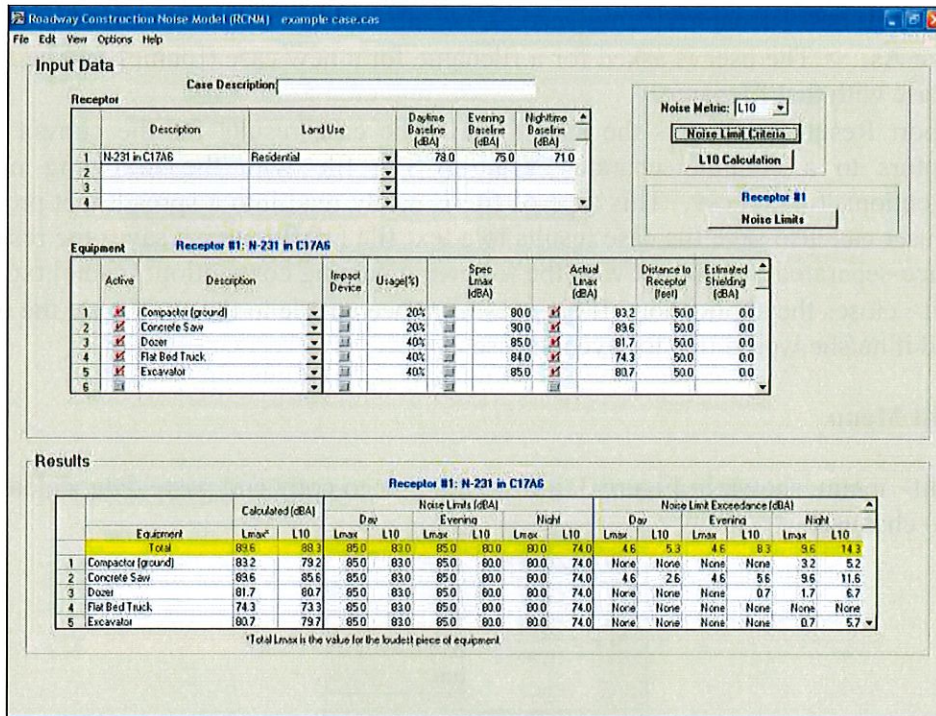 Roadway Construction Noise Model (RCNM) example case.cas
File Edit View Options Help
Input Data
Case Description:
Receptor
Description Land Use Daytime Baseline (dBA) Evening Baseline (dBA) Nighttime Baseline (dBA)
1 N-231 in C17A6 Residential 78.0 75.0 71.0
2
3
4
Noise Metric: L10
Noise Limit Criteria
L10 Calculation
Receptor #1
Noise Limits
Equipment Receptor #1: N-231 in C17A6
Active Description Impact Device Usage(%) Spec Lmax (dBA) Actual Lmax (dBA) Distance to Receptor (feet) Estimated Shielding (dBA)
1 Compactor (ground) 20% 80.0 83.2 50.0 0.0
2 Concrete Saw 20% 90.0 89.6 50.0 0.0
3 Dozer 40% 85.0 81.7 50.0 0.0
4 Flat Bed Truck 40% 84.0 74.3 50.0 0.0
5 Excavator 40% 85.0 80.7 50.0 0.0
6
Results
Receptor #1: N-231 in C17A6
Calculated (dBA) Noise Limits (dBA) Noise Limit Exceedance (dBA)
Day Evening Night Day Evening Night
Equipment Lmax* L10 Lmax L10 Lmax L10 Lmax L10 Lmax L10 Lmax L10 Lmax L10
Total 89.6 88.3 85.0 83.0 85.0 80.0 80.0 74.0 4.6 5.3 4.6 8.3 9.6 14.3
1 Compactor (ground) 83.2 79.2 85.0 83.0 85.0 80.0 80.0 74.0 None None None None 3.2 5.2
2 Concrete Saw 89.6 85.6 85.0 83.0 85.0 80.0 80.0 74.0 4.6 2.6 4.6 5.6 9.6 11.6
3 Dozer 81.7 80.7 85.0 83.0 85.0 80.0 80.0 74.0 None None None 0.7 1.7 6.7
4 Flat Bed Truck 74.3 73.3 85.0 83.0 85.0 80.0 80.0 74.0 None None None None None None
5 Excavator 80.7 79.7 85.0 83.0 85.0 80.0 80.0 74.0 None None None None 0.7 5.7
*Total Lmax is the value for the loudest piece of equipment.